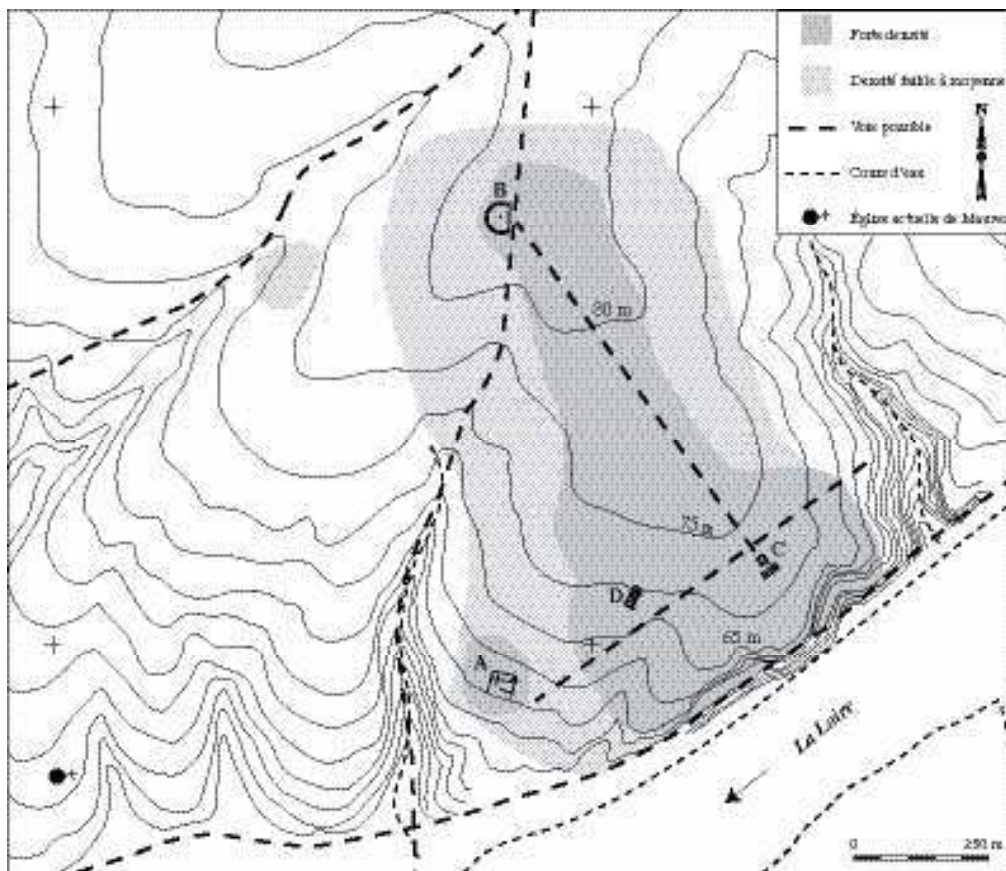 Forte densité
Densité faible à moyenne
N
Voie possible
Cours d'eau
Église actuelle de
B
80 m
75 m
C
D
65 m
A
La Loire
0 250 m